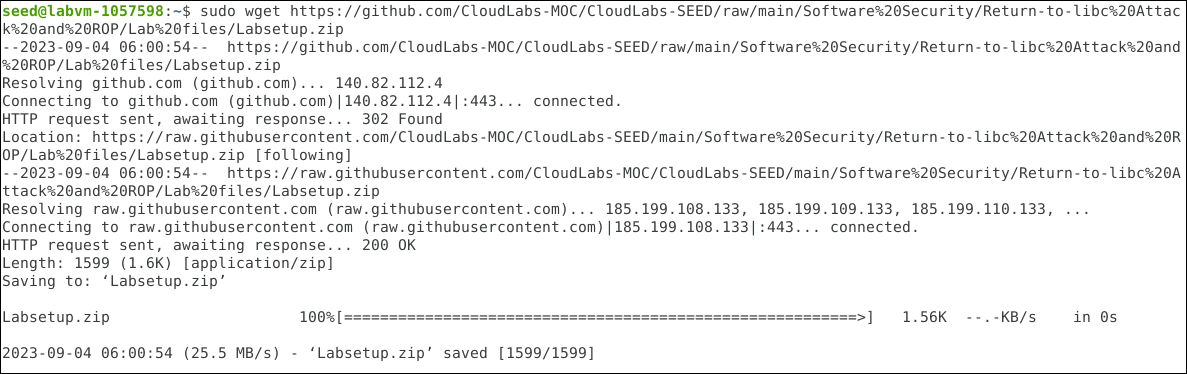 seed@labvm-1057598:~$ sudo wget https://github.com/CloudLabs-MOC/CloudLabs-SEED/raw/main/Software%20Security/Return-to-libc%20Attac
k%20and%20ROP/Lab%20files/Labsetup.zip
--2023-09-04 06:00:54--  https://github.com/CloudLabs-MOC/CloudLabs-SEED/raw/main/Software%20Security/Return-to-libc%20Attack%20and
%20ROP/Lab%20files/Labsetup.zip
Resolving github.com (github.com)... 140.82.112.4
Connecting to github.com (github.com)|140.82.112.4|:443... connected.
HTTP request sent, awaiting response... 302 Found
Location: https://raw.githubusercontent.com/CloudLabs-MOC/CloudLabs-SEED/main/Software%20Security/Return-to-libc%20Attack%20and%20R
OP/Lab%20files/Labsetup.zip [following]
--2023-09-04 06:00:54--  https://raw.githubusercontent.com/CloudLabs-MOC/CloudLabs-SEED/main/Software%20Security/Return-to-libc%20A
ttack%20and%20ROP/Lab%20files/Labsetup.zip
Resolving raw.githubusercontent.com (raw.githubusercontent.com)... 185.199.108.133, 185.199.109.133, 185.199.110.133, ...
Connecting to raw.githubusercontent.com (raw.githubusercontent.com)|185.199.108.133|:443... connected.
HTTP request sent, awaiting response... 200 OK
Length: 1599 (1.6K) [application/zip]
Saving to: ‘Labsetup.zip’
Labsetup.zip                     100%[=========================================================>]   1.56K  --.-KB/s    in 0s
2023-09-04 06:00:54 (25.5 MB/s) - ‘Labsetup.zip’ saved [1599/1599]